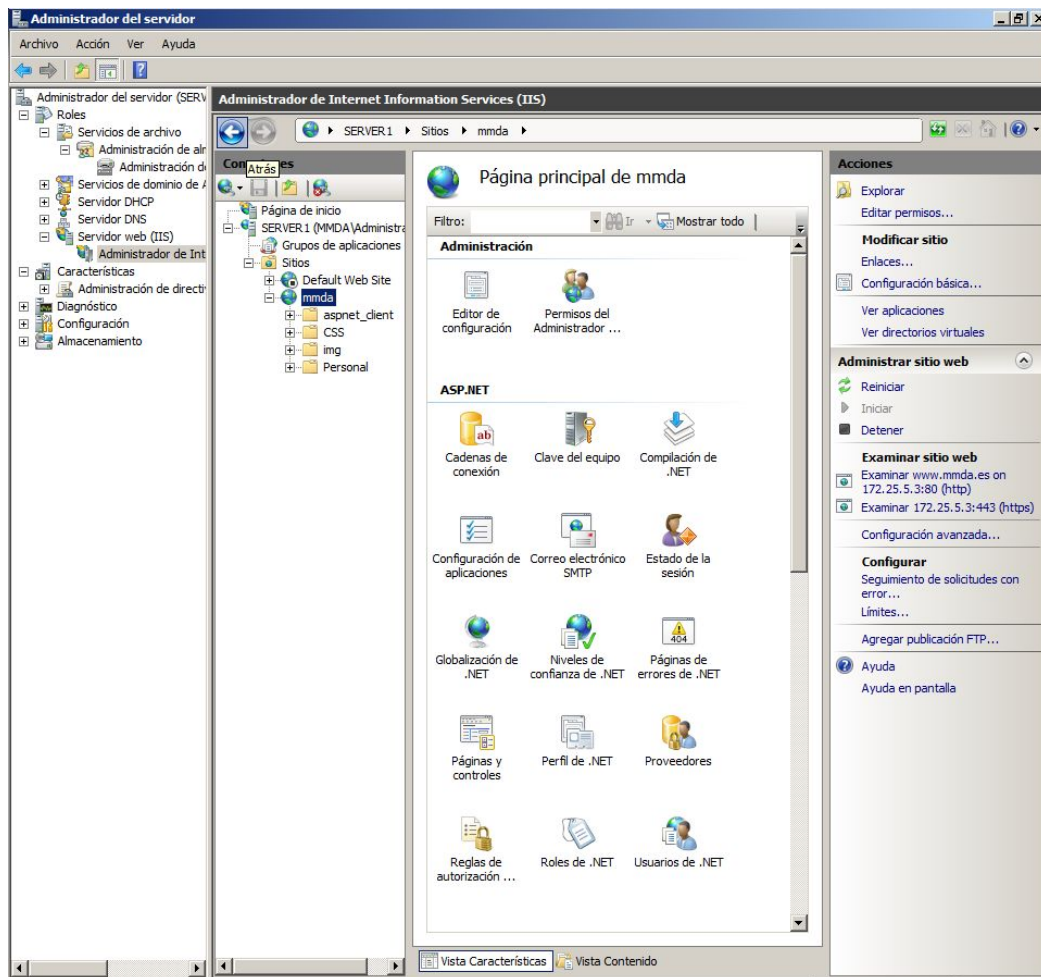 Administrador del servidor
Archivo Acción Ver Ayuda
Administrador del servidor (SERV
Roles
Servicios de archivo
Administración de alr
Administración de
Servicios de dominio de A
Servidor DHCP
Servidor DNS
Servidor web (IIS)
Administrador de Int
Características
Administración de directi
Diagnóstico
Configuración
Almacenamiento
Administrador de Internet Information Services (IIS)
SERVER1 Sitios mmda
Atrás
Página de inicio
SERVER1 (MMDA\Administra
Grupos de aplicaciones
Sitios
Default Web Site
mmda
aspnet_client
CSS
img
Personal
Página principal de mmda
Filtro: Ir Mostrar todo
Administración
Editor de
configuración
Permisos del
Administrador ...
ASP.NET
ab
Cadenas de
conexión
Clave del equipo
Compilación de
.NET
Configuración de
aplicaciones
Correo electrónico
SMTP
Estado de la
sesión
Globalización de
.NET
Niveles de
confianza de .NET
404
Páginas de
errores de .NET
Páginas y
controles
Perfil de .NET
Proveedores
Reglas de
autorización ...
Roles de .NET
Usuarios de .NET
Vista Características Vista Contenido
Acciones
Explorar
Editar permisos...
Modificar sitio
Enlaces...
Configuración básica...
Ver aplicaciones
Ver directorios virtuales
Administrar sitio web
Reiniciar
Iniciar
Detener
Examinar sitio web
Examinar www.mmda.es on
172.25.5.3:80 (http)
Examinar 172.25.5.3:443 (https)
Configuración avanzada...
Configurar
Seguimiento de solicitudes con
error...
Límites...
Agregar publicación FTP...
Ayuda
Ayuda en pantalla